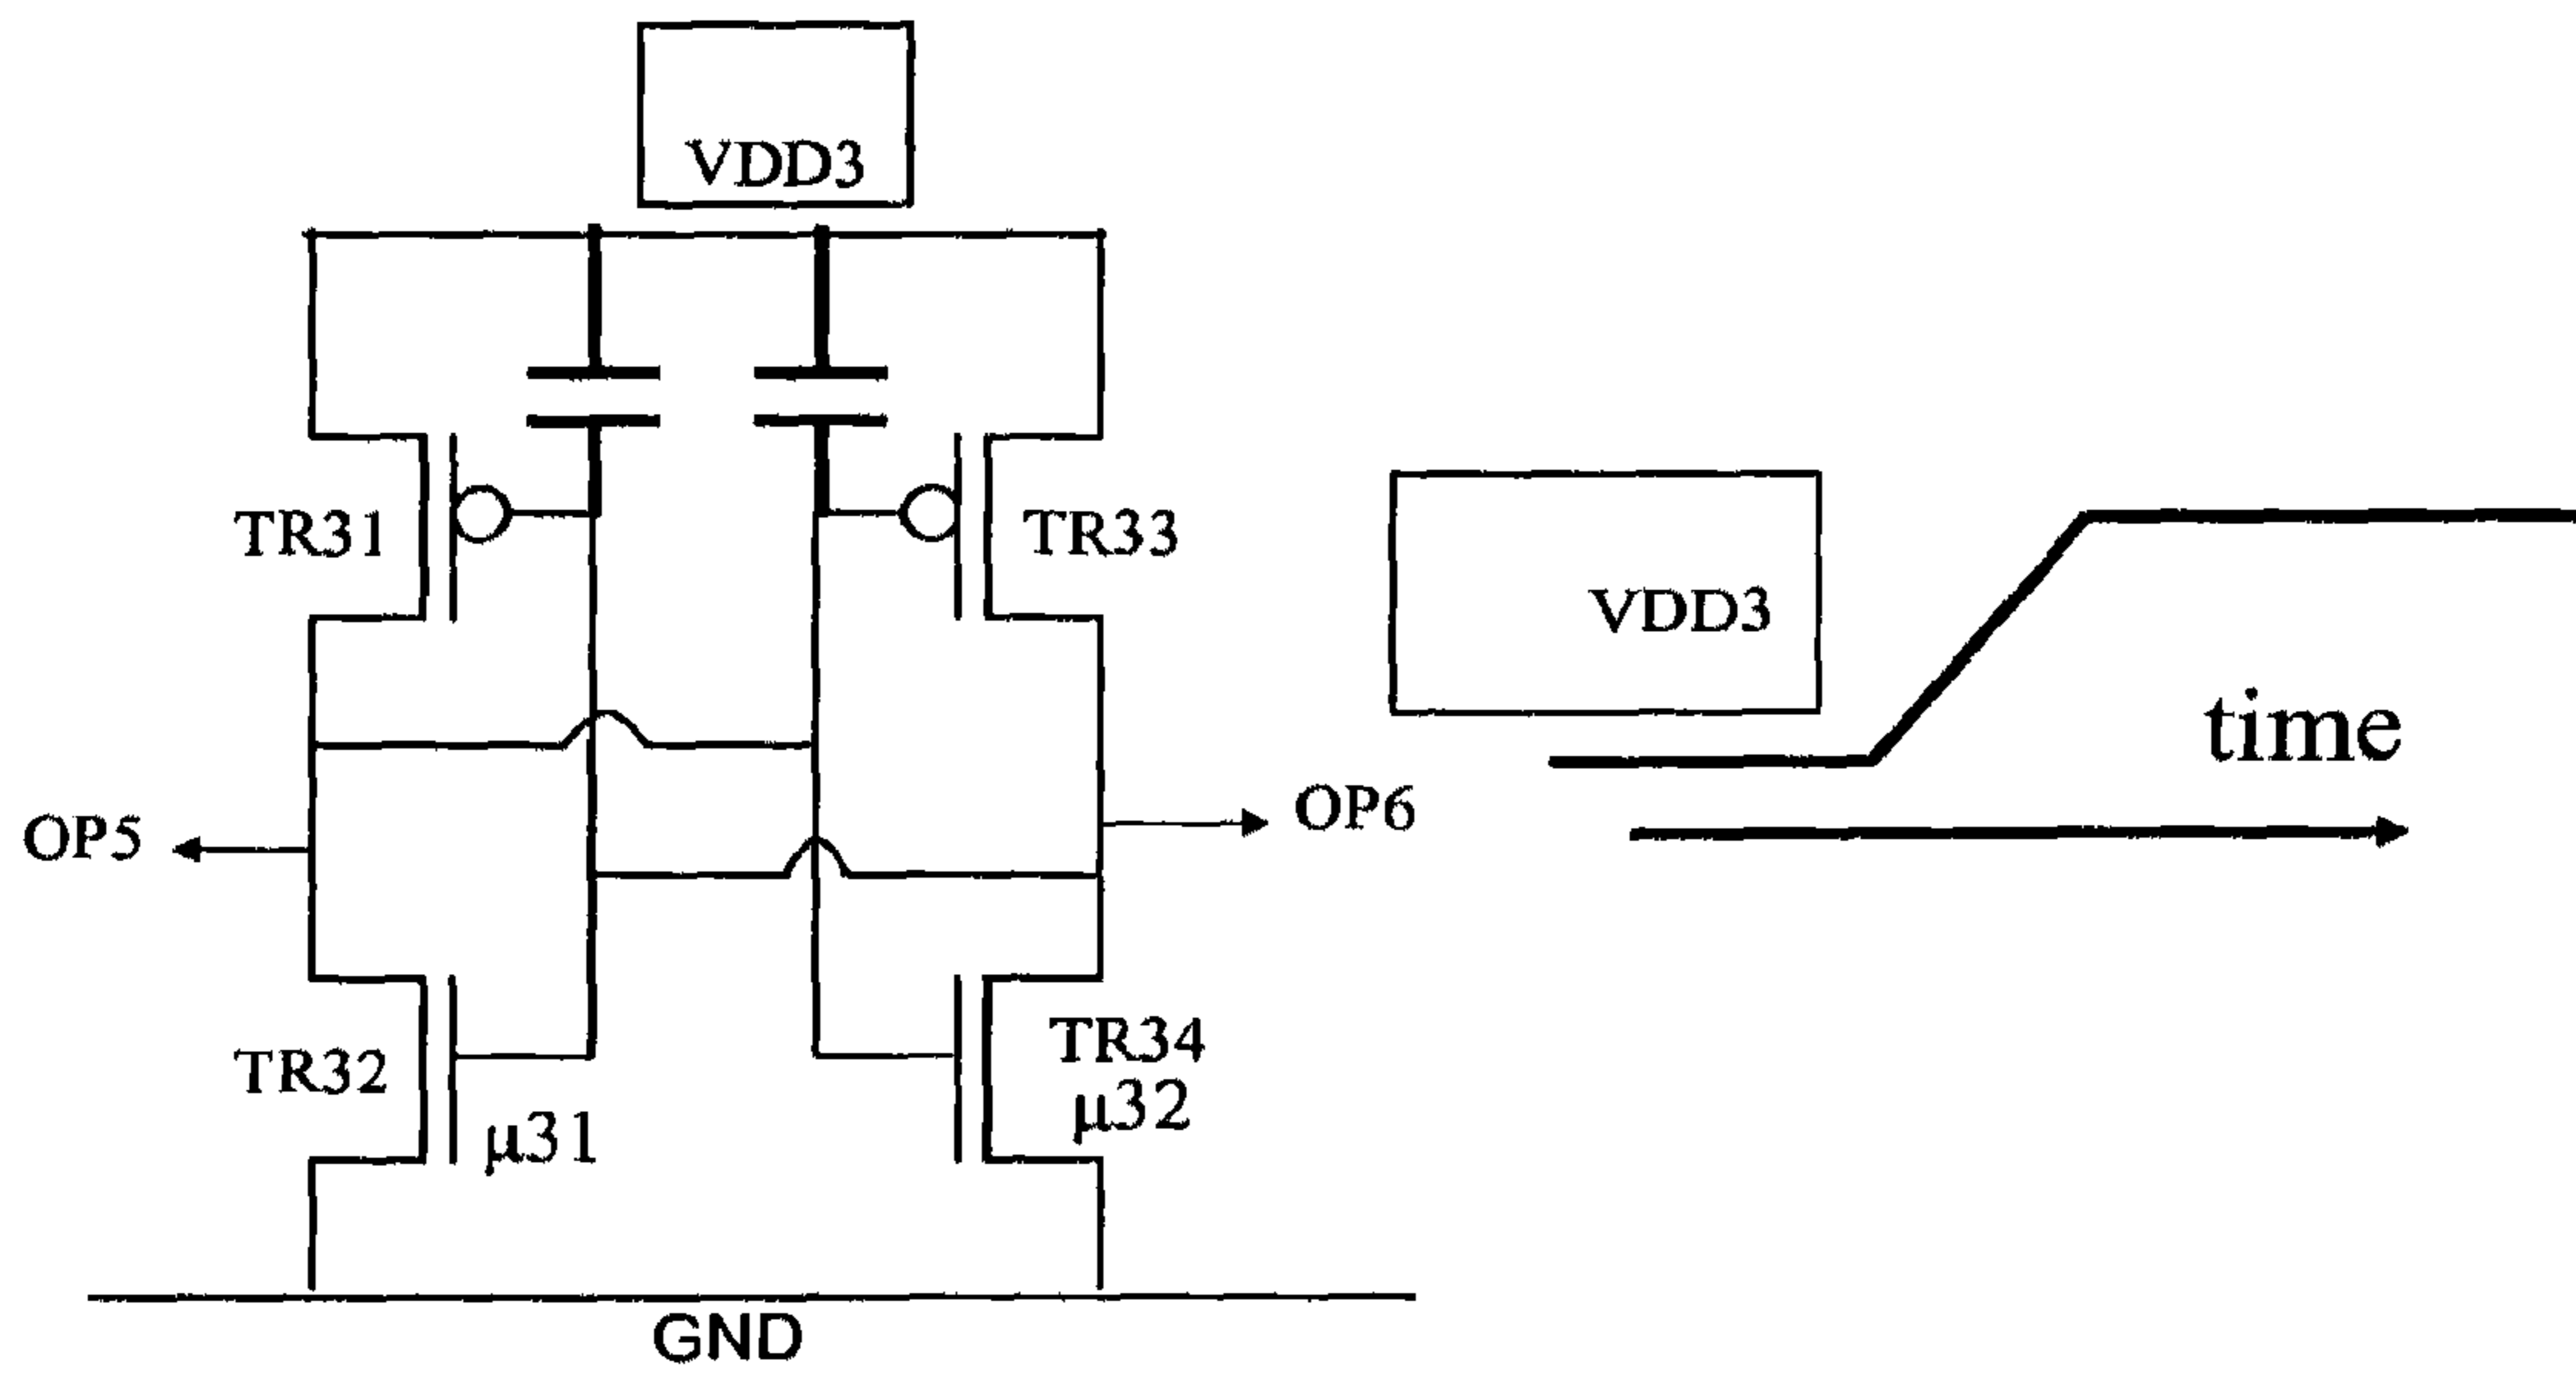 VDD3
TR31
TR33
VDD3
time
OP5
OP6
TR32
TR34
μ31
μ32
GND